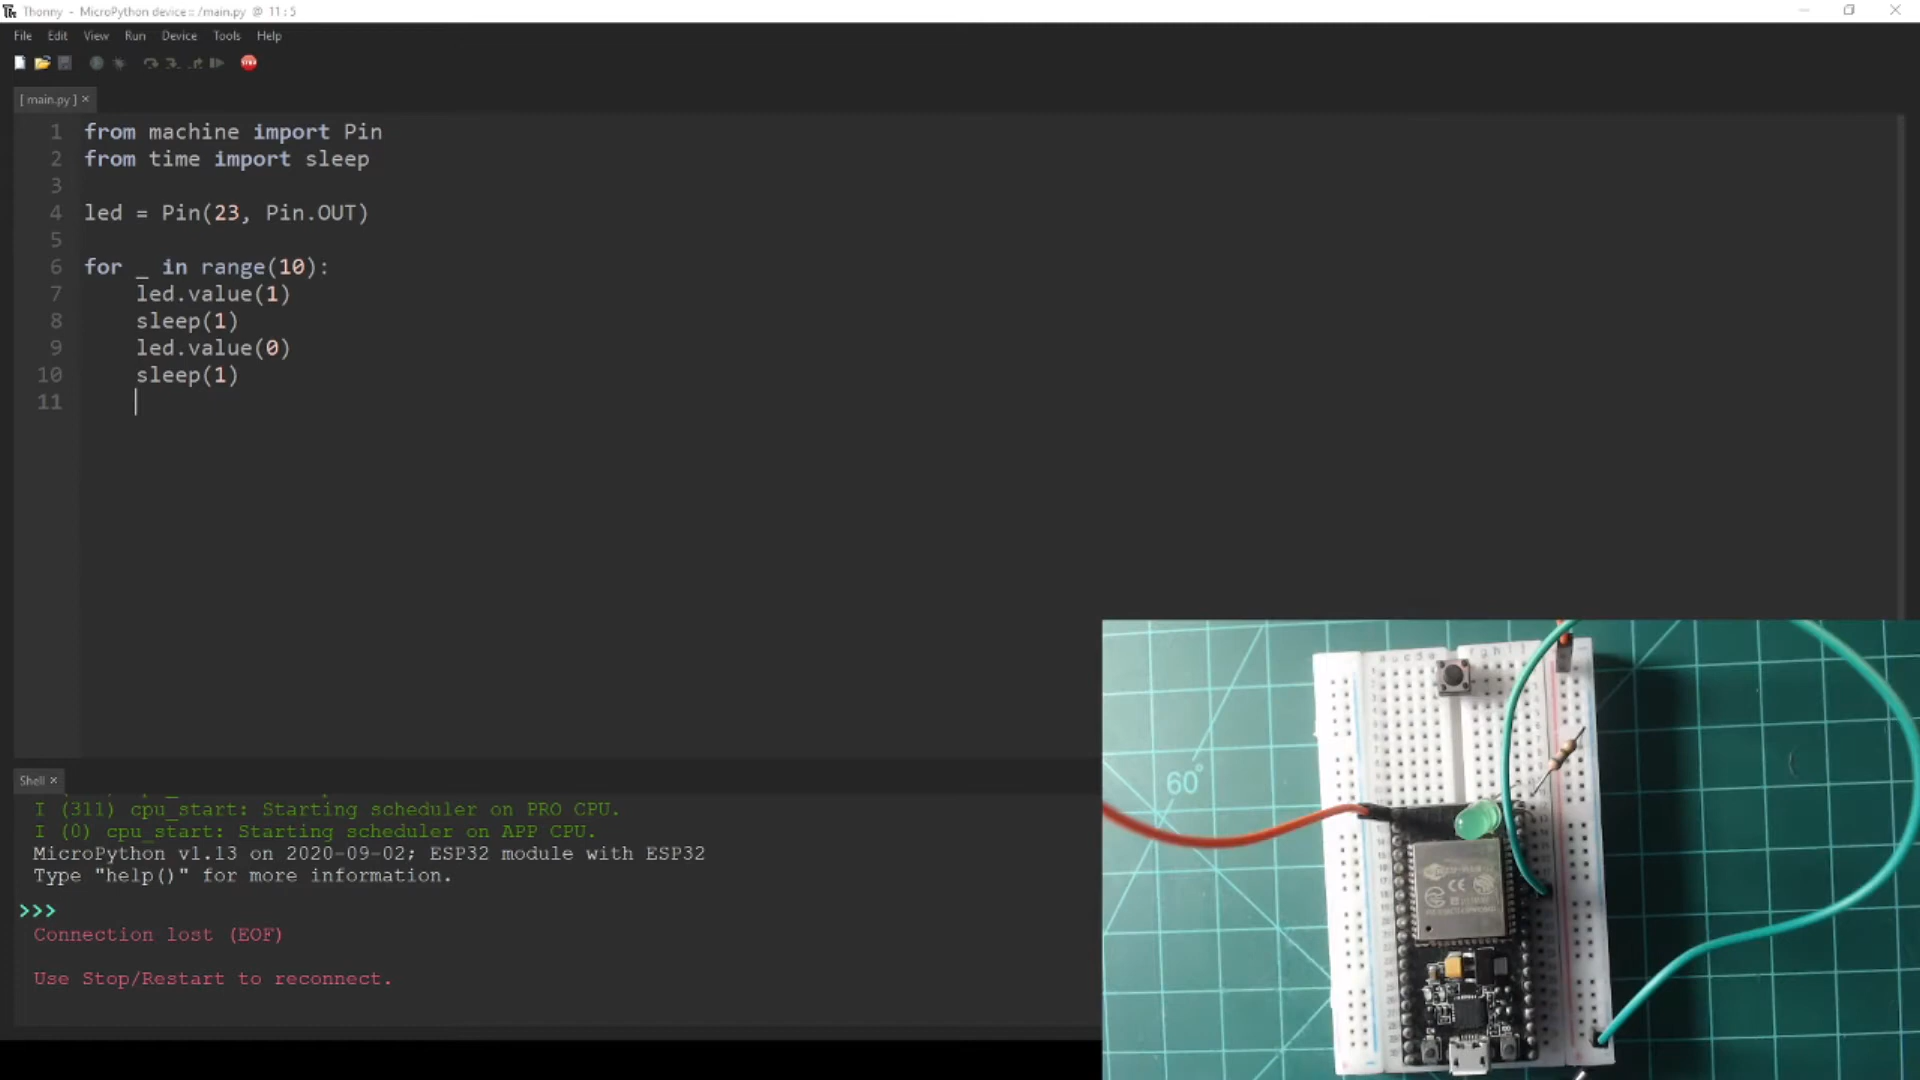 Thonny - MicroPython device :: /main.py @ 11 : 5
File Edit View Run Device Tools Help
[ main.py ] ×
1 from machine import Pin
2 from time import sleep
3
4 led = Pin(23, Pin.OUT)
5
6 for _ in range(10):
7 led.value(1)
8 sleep(1)
9 led.value(0)
10 sleep(1)
11
Shell ×
I (311) cpu_start: Starting scheduler on PRO CPU.
I (0) cpu_start: Starting scheduler on APP CPU.
MicroPython v1.13 on 2020-09-02; ESP32 module with ESP32
Type "help()" for more information.
>>>
Connection lost (EOF)
Use Stop/Restart to reconnect.
60°
CE